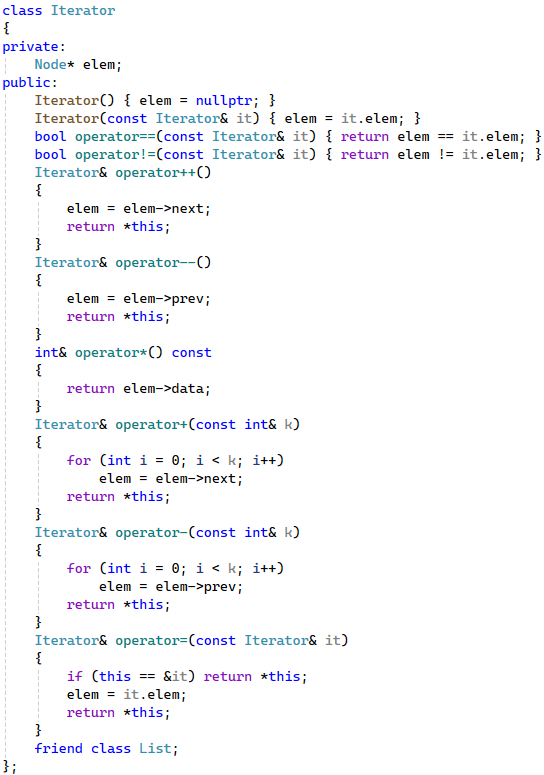 class Iterator
{
private:
    Node* elem;
public:
    Iterator() { elem = nullptr; }
    Iterator(const Iterator& it) { elem = it.elem; }
    bool operator==(const Iterator& it) { return elem == it.elem; }
    bool operator!=(const Iterator& it) { return elem != it.elem; }
    Iterator& operator++()
    {
        elem = elem->next;
        return *this;
    }
    Iterator& operator--()
    {
        elem = elem->prev;
        return *this;
    }
    int& operator*() const
    {
        return elem->data;
    }
    Iterator& operator+(const int& k)
    {
        for (int i = 0; i < k; i++)
            elem = elem->next;
        return *this;
    }
    Iterator& operator-(const int& k)
    {
        for (int i = 0; i < k; i++)
            elem = elem->prev;
        return *this;
    }
    Iterator& operator=(const Iterator& it)
    {
        if (this == &it) return *this;
        elem = it.elem;
        return *this;
    }
    friend class List;
};